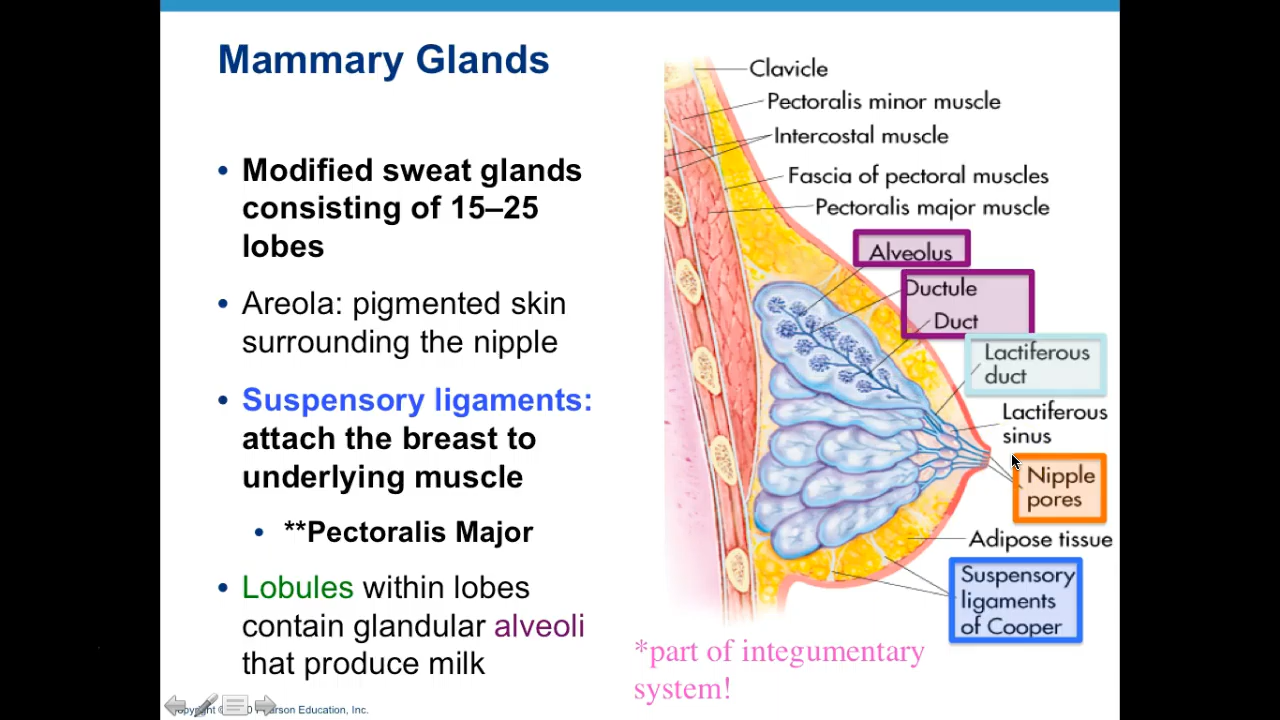 Mammary Glands
• Modified sweat glands
consisting of 15–25
lobes
• Areola: pigmented skin
surrounding the nipple
• Suspensory ligaments:
attach the breast to
underlying muscle
• **Pectoralis Major
• Lobules within lobes
contain glandular alveoli
that produce milk
Clavicle
Pectoralis minor muscle
Intercostal muscle
Fascia of pectoral muscles
Pectoralis major muscle
Alveolus
Ductule
Duct
Lactiferous
duct
Lactiferous
sinus
Nipple
pores
Adipose tissue
Suspensory
ligaments
of Cooper
*part of integumentary
system!
Education, Inc.